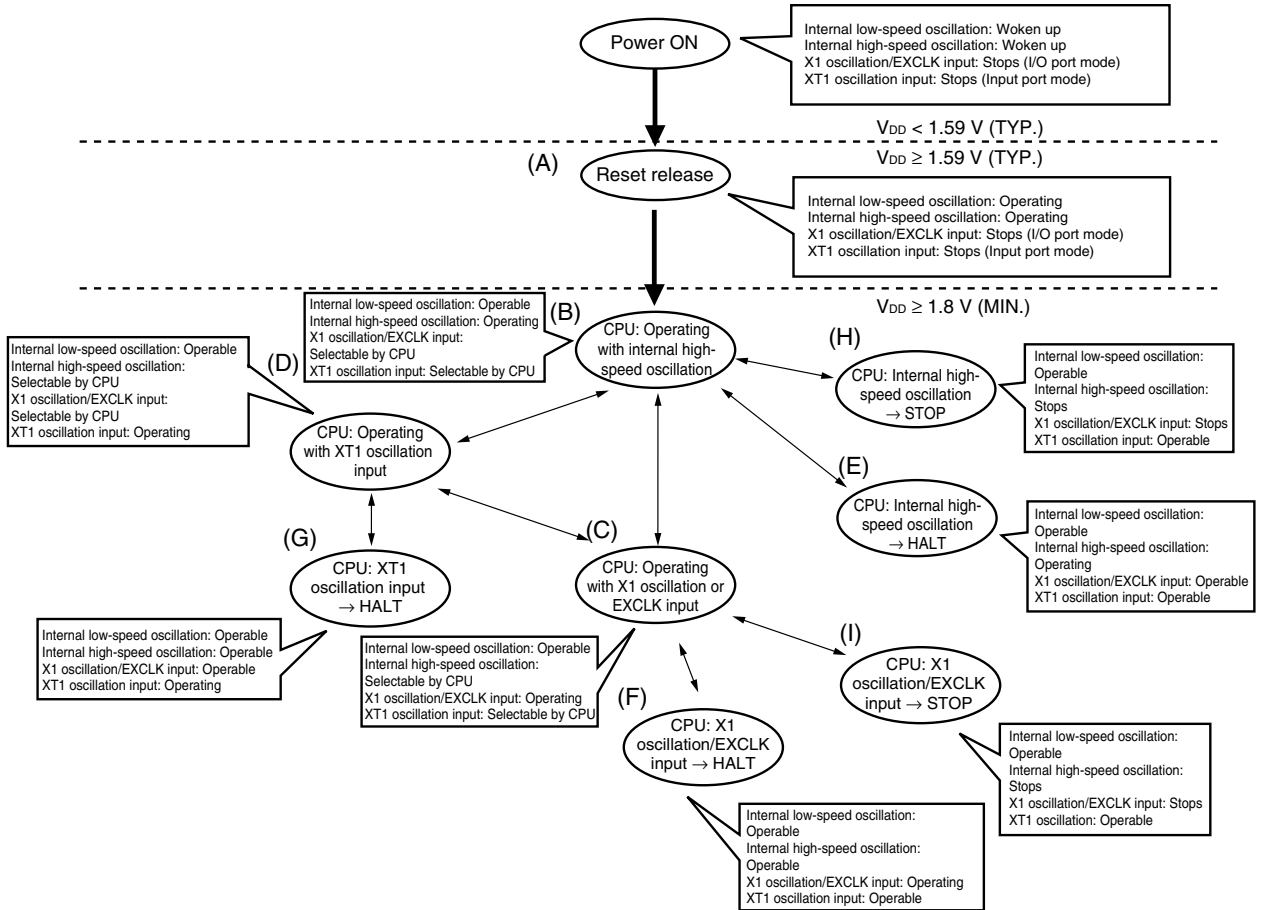 Power ON
Internal low-speed oscillation: Woken up
Internal high-speed oscillation: Woken up
X1 oscillation/EXCLK input: Stops (I/O port mode)
XT1 oscillation input: Stops (Input port mode)
VDD < 1.59 V (TYP.)
VDD ≥ 1.59 V (TYP.)
(A)
Reset release
Internal low-speed oscillation: Operating
Internal high-speed oscillation: Operating
X1 oscillation/EXCLK input: Stops (I/O port mode)
XT1 oscillation input: Stops (Input port mode)
VDD ≥ 1.8 V (MIN.)
Internal low-speed oscillation: Operable
Internal high-speed oscillation: Operating
X1 oscillation/EXCLK input:
Selectable by CPU
XT1 oscillation input: Selectable by CPU
(B)
CPU: Operating
with internal high-
speed oscillation
Internal low-speed oscillation: Operable
Internal high-speed oscillation:
Selectable by CPU
X1 oscillation/EXCLK input:
Selectable by CPU
XT1 oscillation input: Operating
(D)
CPU: Operating
with XT1 oscillation
input
(H)
CPU: Internal high-
speed oscillation
→ STOP
Internal low-speed oscillation:
Operable
Internal high-speed oscillation:
Stops
X1 oscillation/EXCLK input: Stops
XT1 oscillation input: Operable
(E)
CPU: Internal high-
speed oscillation
→ HALT
Internal low-speed oscillation:
Operable
Internal high-speed oscillation:
Operating
X1 oscillation/EXCLK input: Operable
XT1 oscillation input: Operable
(G)
CPU: XT1
oscillation input
→ HALT
Internal low-speed oscillation: Operable
Internal high-speed oscillation: Operable
X1 oscillation/EXCLK input: Operable
XT1 oscillation input: Operating
(C)
CPU: Operating
with X1 oscillation or
EXCLK input
Internal low-speed oscillation: Operable
Internal high-speed oscillation:
Selectable by CPU
X1 oscillation/EXCLK input: Operating
XT1 oscillation input: Selectable by CPU
(I)
CPU: X1
oscillation/EXCLK
input → STOP
Internal low-speed oscillation:
Operable
Internal high-speed oscillation:
Stops
X1 oscillation/EXCLK input: Stops
XT1 oscillation: Operable
(F)
CPU: X1
oscillation/EXCLK
input → HALT
Internal low-speed oscillation:
Operable
Internal high-speed oscillation:
Operable
X1 oscillation/EXCLK input: Operating
XT1 oscillation input: Operable